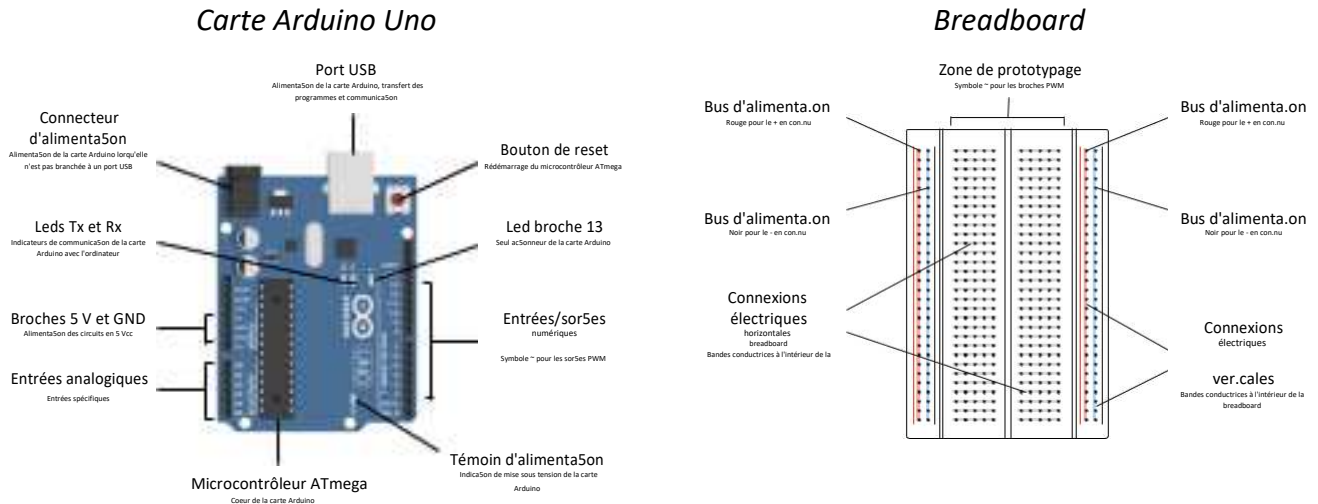 Carte Arduino Uno
Port USB
Alimenta5on de la carte Arduino, transfert des
programmes et communica5on
Connecteur
d'alimenta5on
Alimenta5on de la carte Arduino lorqu'elle
n'est pas branchée à un port USB
Bouton de reset
Rédémarrage du microcontrôleur ATmega
Leds Tx et Rx
Indicateurs de communica5on de la carte
Arduino avec l'ordinateur
Led broche 13
Seul ac5onneur de la carte Arduino
Broches 5 V et GND
Alimenta5on des circuits en 5 Vcc
Entrées/sor5es
numériques
Symbole ~ pour les sor5es PWM
Entrées analogiques
Entrées spécifiques
Témoin d'alimenta5on
Indica5on de mise sous tension de la carte
Arduino
Microcontrôleur ATmega
Coeur de la carte Arduino
Breadboard
Zone de prototypage
Symbole ~ pour les broches PWM
Bus d'alimenta.on
Rouge pour le + en con.nu
Bus d'alimenta.on
Rouge pour le + en con.nu
Bus d'alimenta.on
Noir pour le - en con.nu
Bus d'alimenta.on
Noir pour le - en con.nu
Connexions
électriques
horizontales
breadboard
Bandes conductrices à l'intérieur de la
Connexions
électriques
ver.cales
Bandes conductrices à l'intérieur de la
breadboard